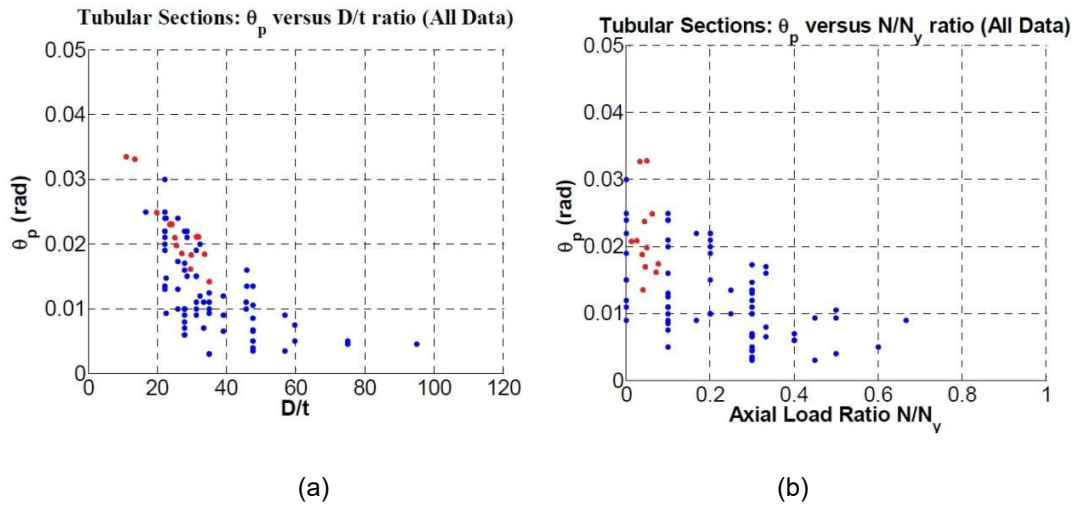 Tubular Sections: θp versus D/t ratio (All Data)
0.05
0.04
0.03
0.02
0.01
0
θp (rad)
0 20 40 60 80 100 120
D/t
(a)
Tubular Sections: θp versus N/Ny ratio (All Data)
0.05
0.04
0.03
0.02
0.01
0
θp (rad)
0 0.2 0.4 0.6 0.8 1
Axial Load Ratio N/Ny
(b)